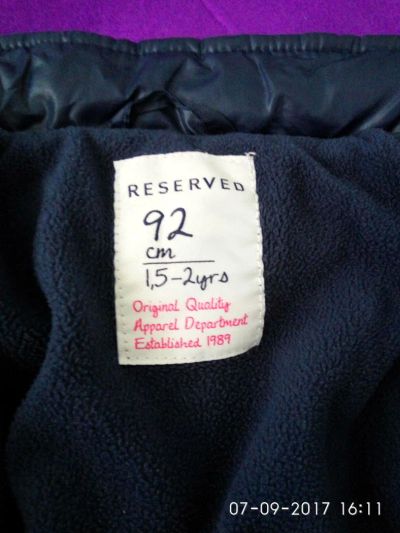 RESERVED
92
cm
1,5-2yrs
Original Quality
Apparel Department
Established 1989
07-09-2017 16:11